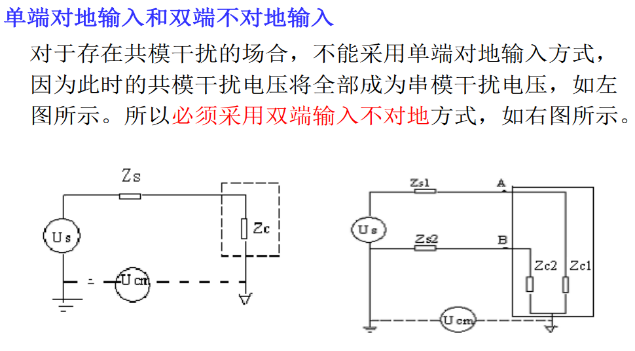 单端对地输入和双端不对地输入
对于存在共模干扰的场合，不能采用单端对地输入方式，
因为此时的共模干扰电压将全部成为串模干扰电压，如左
图所示。所以必须采用双端输入不对地方式，如右图所示。
Zs
Us
Zc
Ucm
Zs1
A
Us
Zs2
B
Zc2
Zc1
Ucm